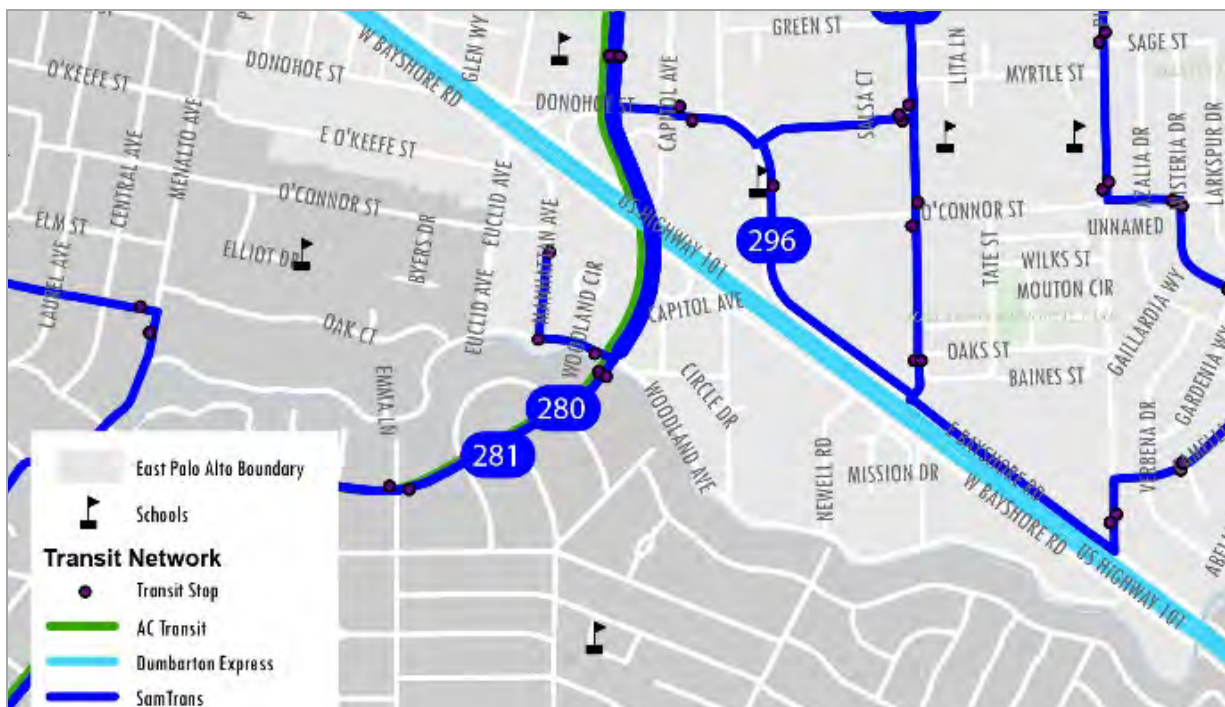 GREEN ST
SAGE ST
MYRTLE ST
LITA LN
GLEN WY
W BAYSHORE RD
DONOHOE ST
O'KEEFE ST
DONOHOE ST
CAPITOL AVE
SALSA CT
MENALTO AVE
CENTRAL AVE
E O'KEEFE ST
O'CONNOR ST
EUCLID AVE
LARKSPUR DR
AZALIA DR
WISTERIA DR
O'CONNOR ST
UNNAMED
US HIGHWAY 101
296
ELM ST
ELLIOT DR
BYERS DR
MANHATTAN AVE
WOODLAND CIR
LAUREL AVE
TATE ST
WILKS ST
MOUTON CIR
GAILLARDIA WY
CAPITOL AVE
OAK CT
EUCLID AVE
OAKS ST
BAINES ST
GARDENIA WY
EMMA LN
CIRCLE DR
WOODLAND AVE
280
281
NEWELL RD
MISSION DR
E BAYSHORE RD
W BAYSHORE RD
VERBENA DR
US HIGHWAY 101
East Palo Alto Boundary
Schools
Transit Network
Transit Stop
AC Transit
Dumbarton Express
SamTrans